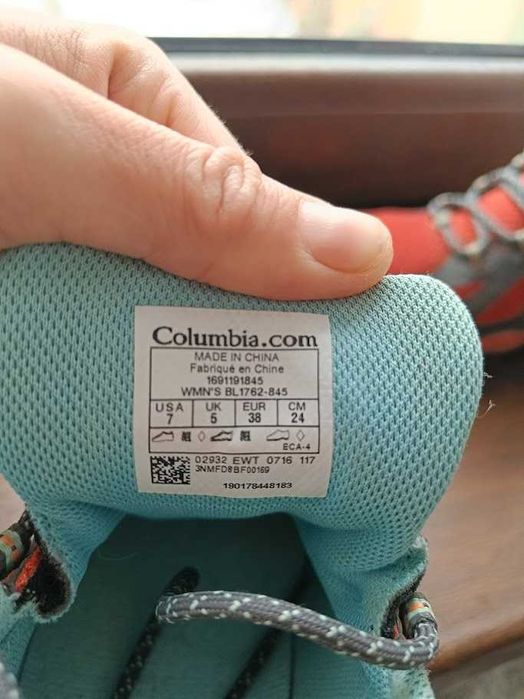 Columbia.com
MADE IN CHINA
Fabriqué en Chine
1691191845
WMN'S BL1762-845
USA UK EUR CM
7 5 38 24
ECA-4
02932 EWT 0716 117
3NMFD8BF00169
190178448183